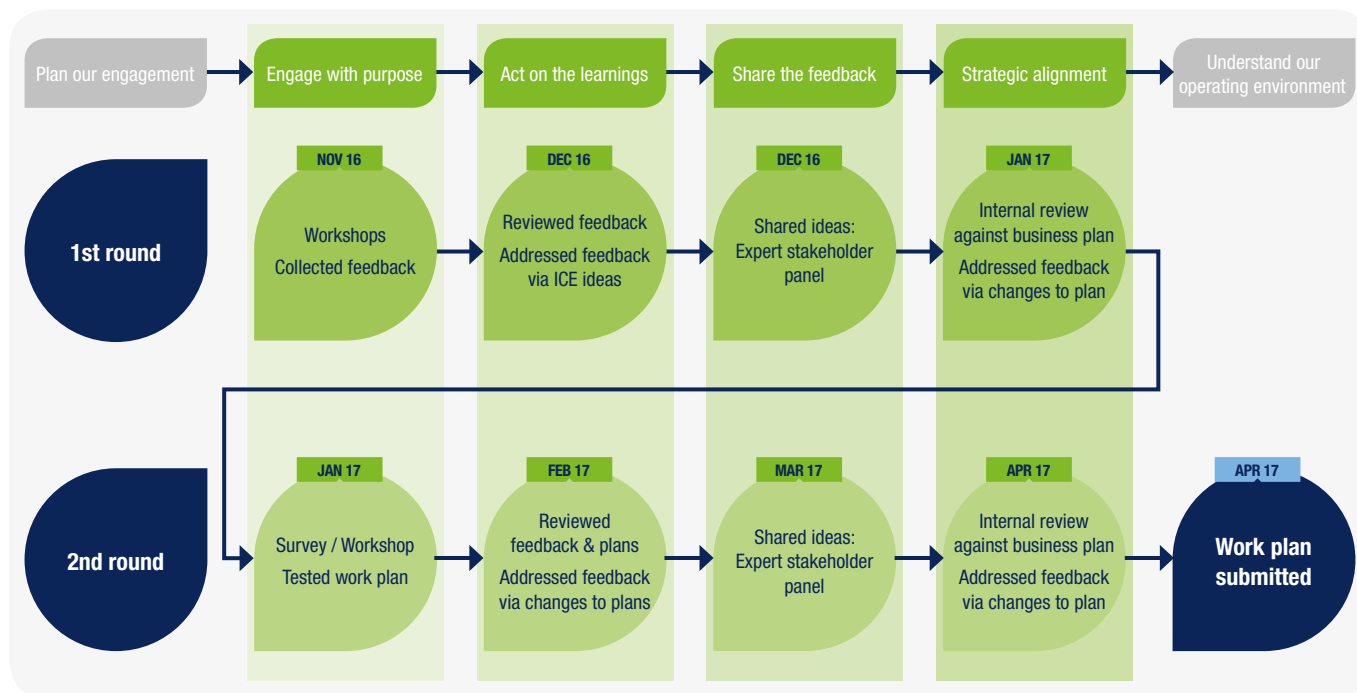 Plan our engagement
Engage with purpose
Act on the learnings
Share the feedback
Strategic alignment
Understand our
operating environment
1st round
NOV 16
Workshops
Collected feedback
DEC 16
Reviewed feedback
Addressed feedback
via ICE ideas
DEC 16
Shared ideas:
Expert stakeholder
panel
JAN 17
Internal review
against business plan
Addressed feedback
via changes to plan
2nd round
JAN 17
Survey / Workshop
Tested work plan
FEB 17
Reviewed
feedback & plans
Addressed feedback
via changes to plans
MAR 17
Shared ideas:
Expert stakeholder
panel
APR 17
Internal review
against business plan
Addressed feedback
via changes to plan
APR 17
Work plan
submitted